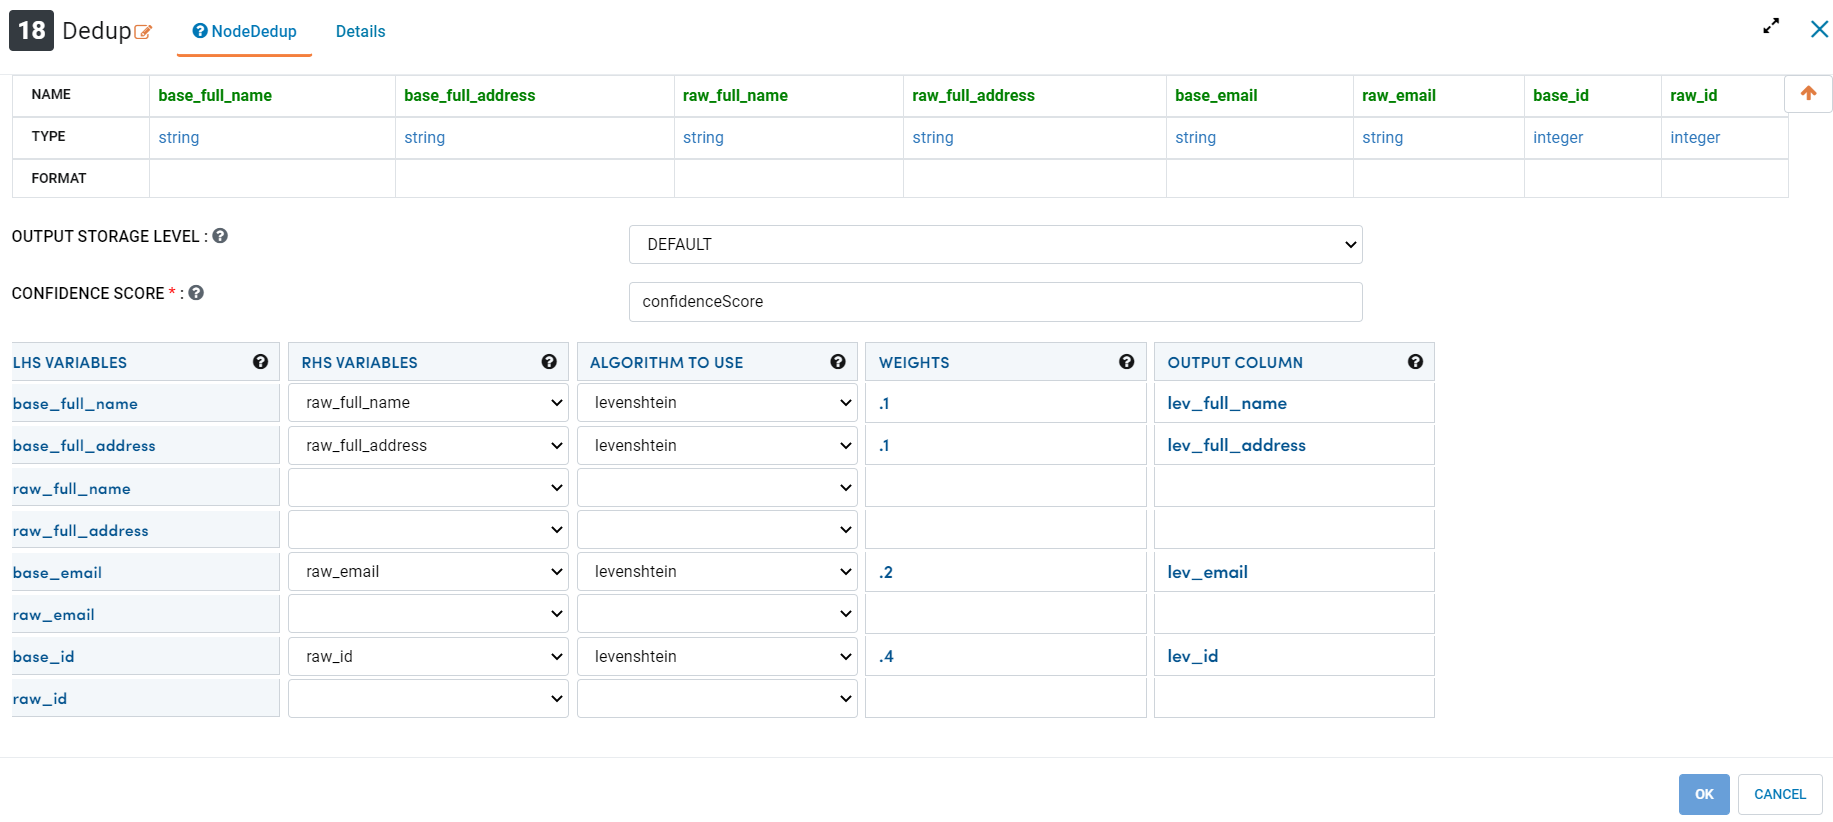 18 Dedup NodeDedup Details
NAME base_full_name base_full_address raw_full_name raw_full_address base_email raw_email base_id raw_id
TYPE string string string string string string integer integer
FORMAT
OUTPUT STORAGE LEVEL : DEFAULT
CONFIDENCE SCORE * : confidenceScore
LHS VARIABLES RHS VARIABLES ALGORITHM TO USE WEIGHTS OUTPUT COLUMN
base_full_name raw_full_name levenshtein .1 lev_full_name
base_full_address raw_full_address levenshtein .1 lev_full_address
raw_full_name
raw_full_address
base_email raw_email levenshtein .2 lev_email
raw_email
base_id raw_id levenshtein .4 lev_id
raw_id
OK CANCEL